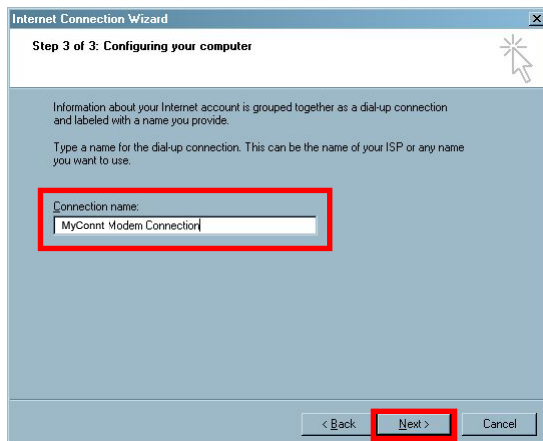 Internet Connection Wizard
Step 3 of 3: Configuring your computer
Information about your Internet account is grouped together as a dial-up connection
and labeled with a name you provide.
Type a name for the dial-up connection. This can be the name of your ISP or any name
you want to use.
Connection name:
MyConnt Modem Connection
< Back Next > Cancel